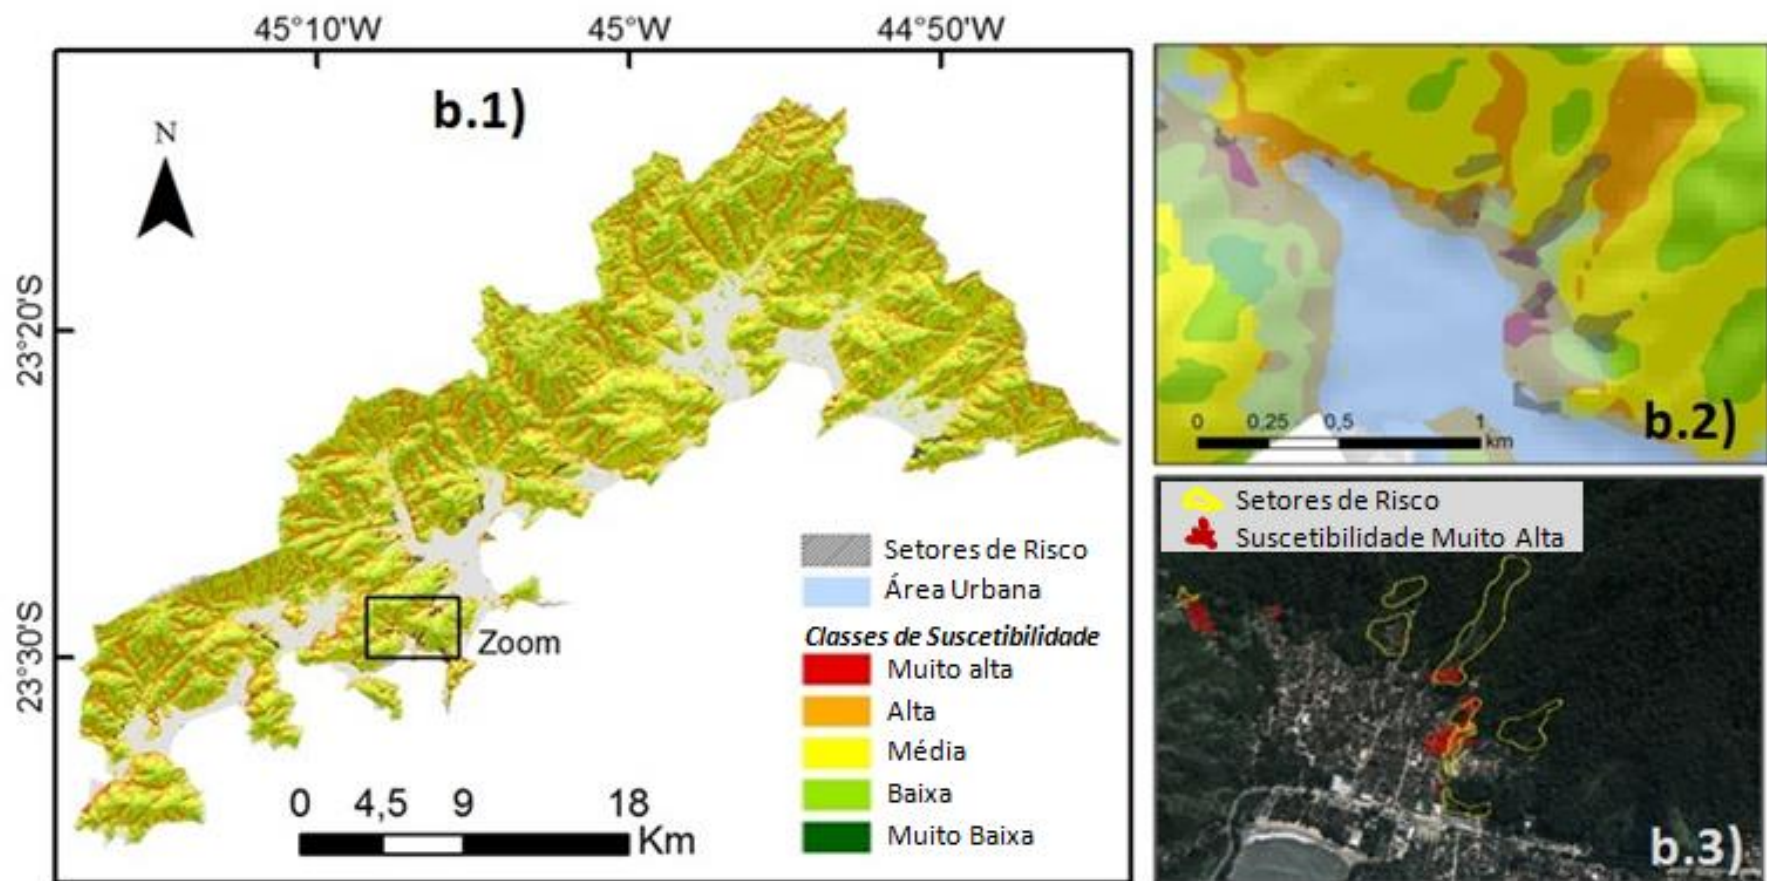 45°10'W 45°W 44°50'W
b.1)
N
23°20'S
23°30'S
Zoom
Setores de Risco
Área Urbana
Classes de Suscetibilidade
Muito alta
Alta
Média
Baixa
Muito Baixa
0 4,5 9 18
Km
0 0,25 0,5 1
km
b.2)
Setores de Risco
Suscetibilidade Muito Alta
b.3)